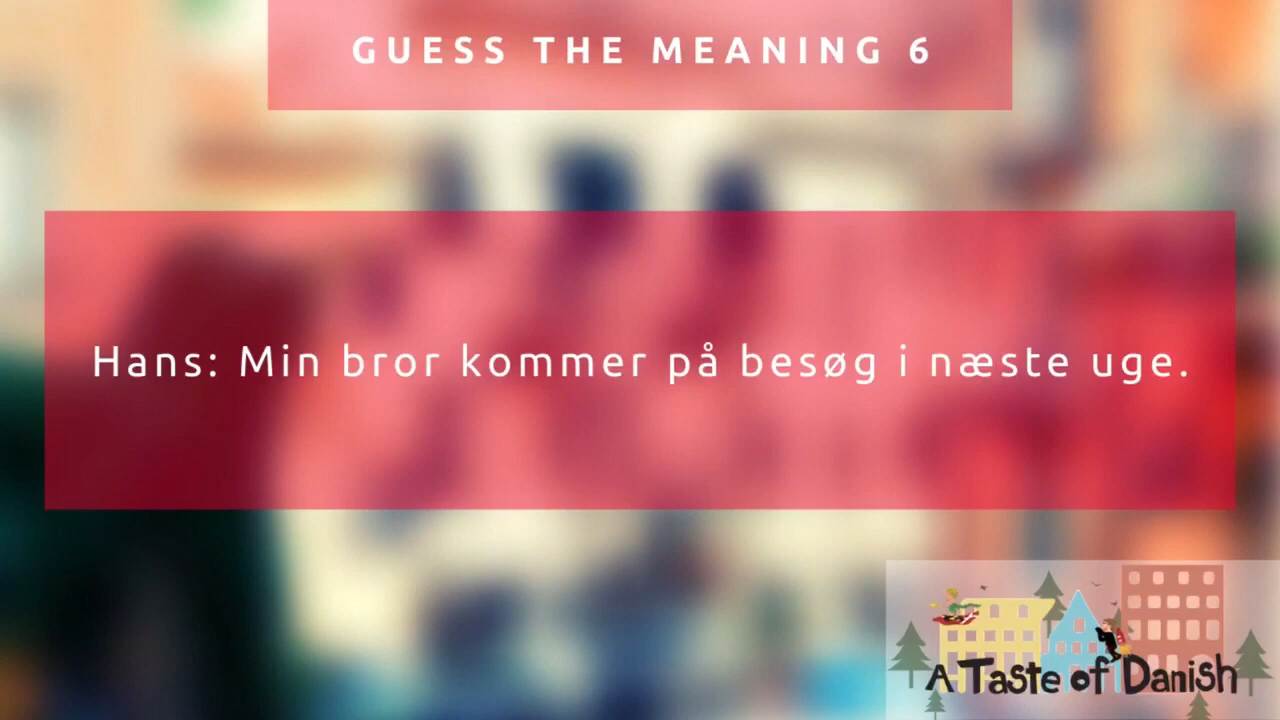 GUESS THE MEANING 6
Hans: Min bror kommer på besøg i næste uge.
A Taste of Danish